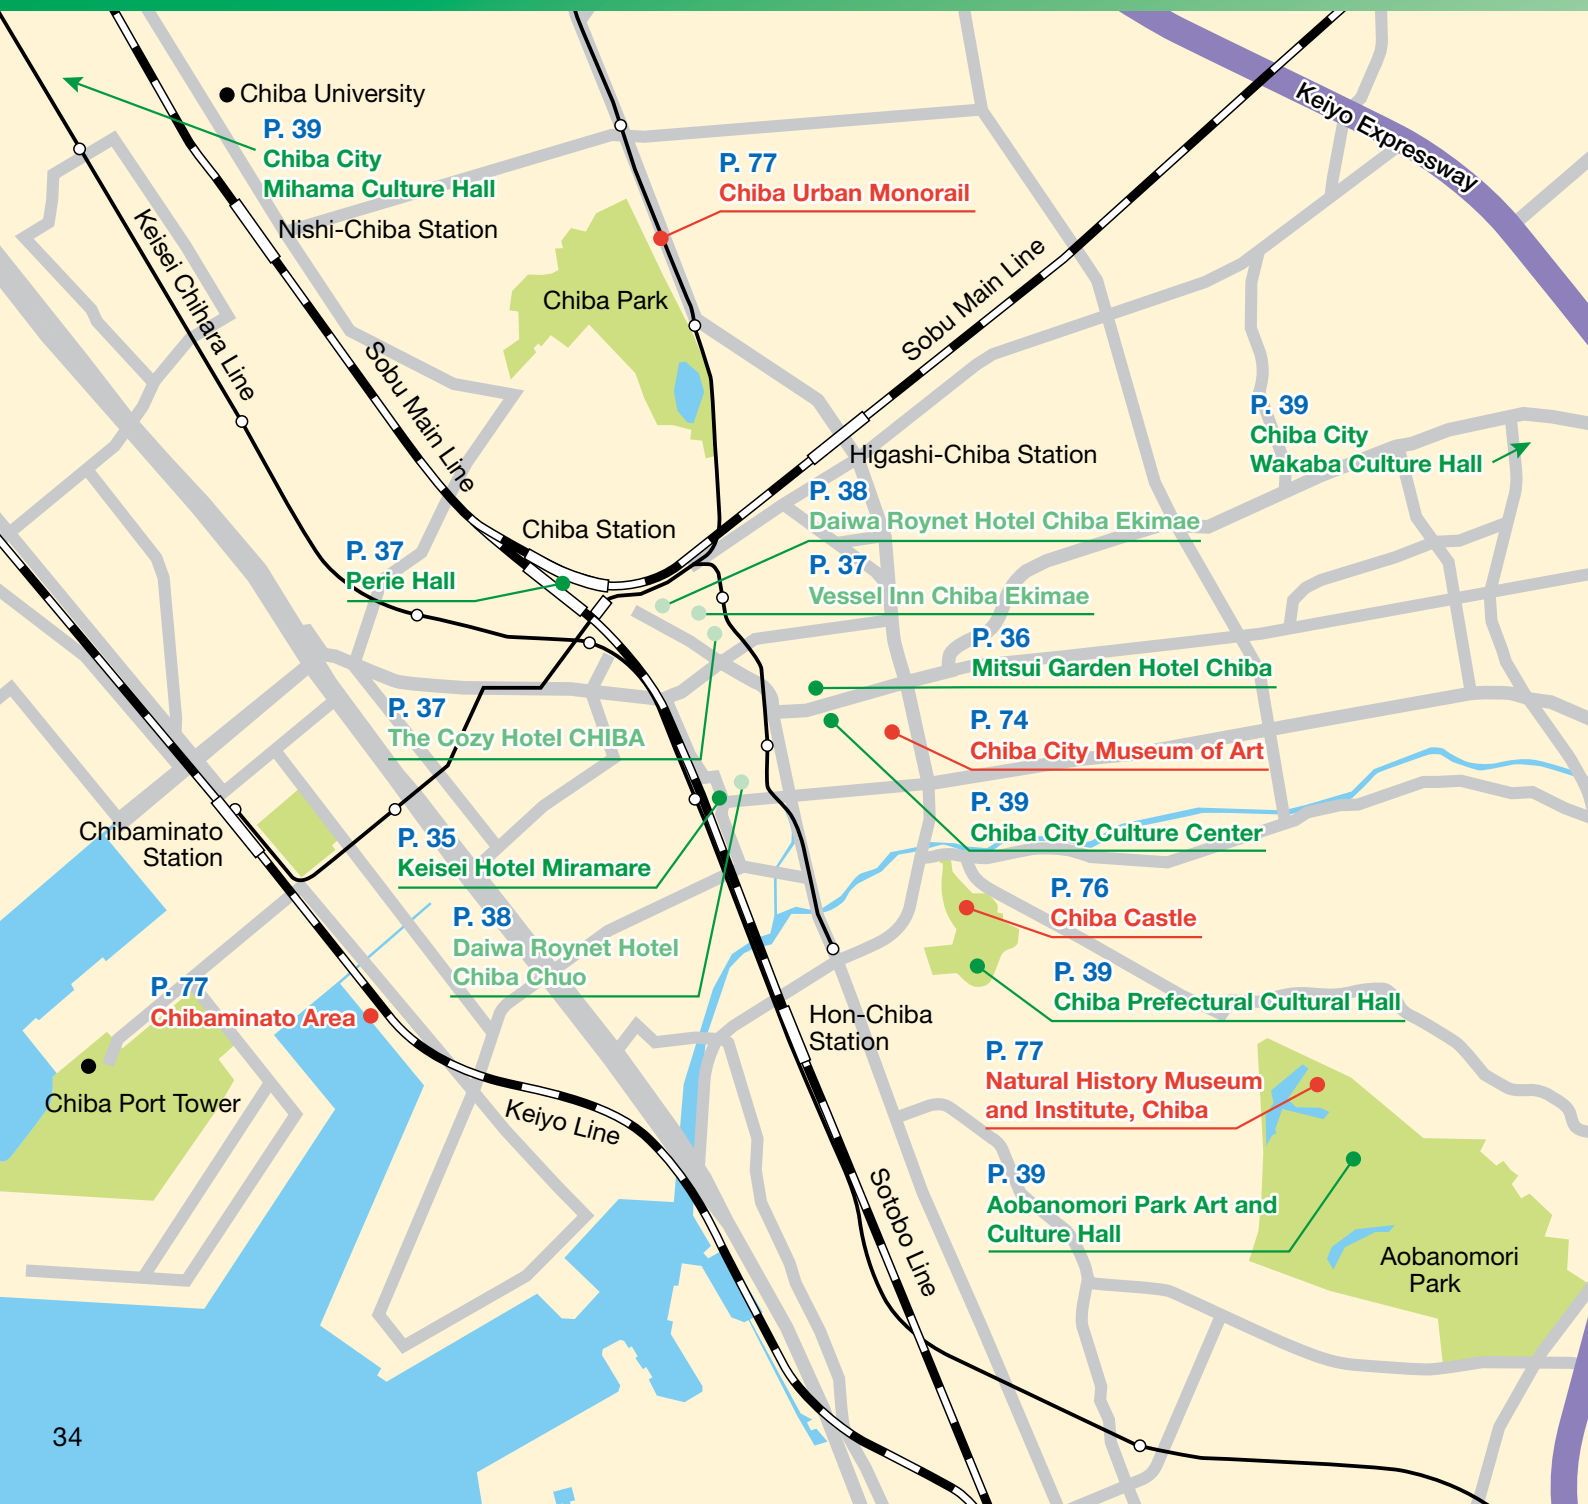 Chiba University
P. 39
Chiba City
Mihama Culture Hall
Keiyo Expressway
P. 77
Chiba Urban Monorail
Nishi-Chiba Station
Keisei Chihara Line
Chiba Park
Sobu Main Line
Sobu Main Line
P. 39
Chiba City
Wakaba Culture Hall
Higashi-Chiba Station
P. 38
Daiwa Roynet Hotel Chiba Ekimae
Chiba Station
P. 37
Perie Hall
P. 37
Vessel Inn Chiba Ekimae
P. 36
Mitsui Garden Hotel Chiba
P. 37
The Cozy Hotel CHIBA
P. 74
Chiba City Museum of Art
P. 39
Chiba City Culture Center
Chibaminato
Station
P. 35
Keisei Hotel Miramare
P. 76
Chiba Castle
P. 38
Daiwa Roynet Hotel
Chiba Chuo
P. 39
Chiba Prefectural Cultural Hall
P. 77
Chibaminato Area
Hon-Chiba
Station
P. 77
Natural History Museum
and Institute, Chiba
Chiba Port Tower
Keiyo Line
P. 39
Aobanomori Park Art and
Culture Hall
Sotobo Line
Aobanomori
Park
34